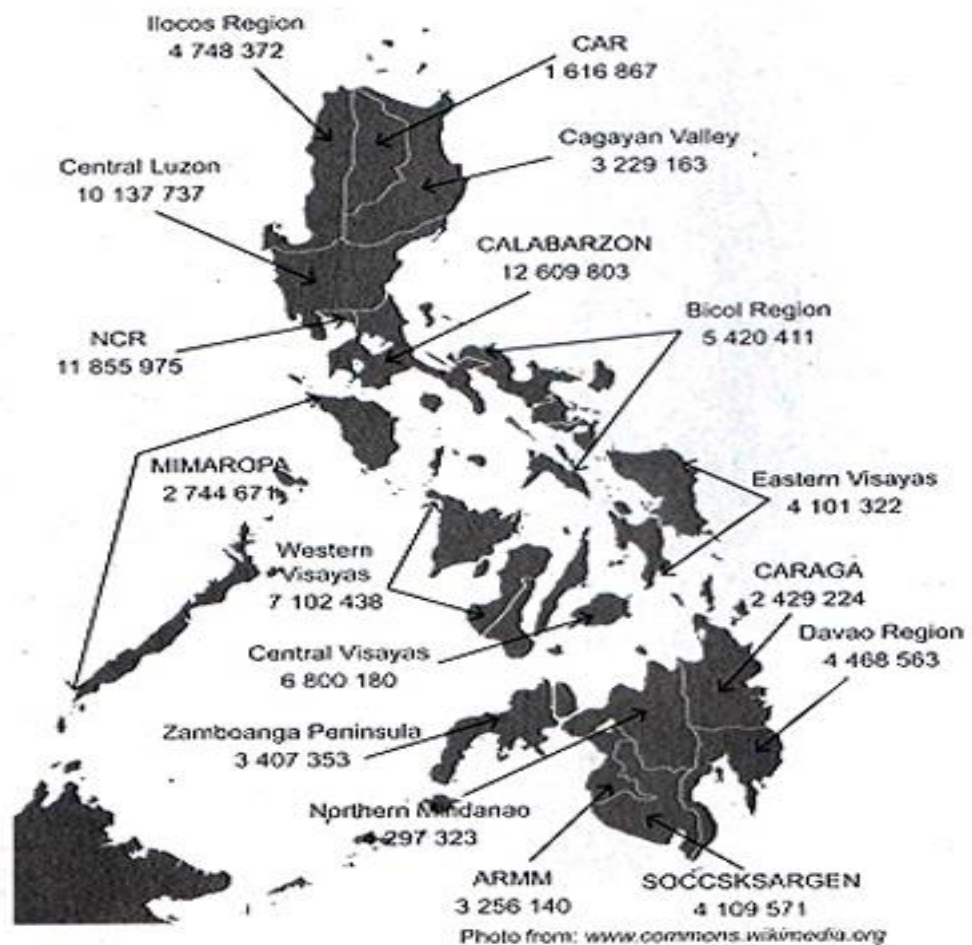 Ilocos Region
4 748 372
CAR
1 616 867
Cagayan Valley
3 229 163
Central Luzon
10 137 737
CALABARZON
12 609 803
Bicol Region
5 420 411
NCR
11 855 975
MIMAROPA
2 744 671
Eastern Visayas
4 101 322
Western
Visayas
7 102 438
CARAGA
2 429 224
Davao Region
4 468 563
Central Visayas
6 800 180
Zamboanga Peninsula
3 407 353
Northern Mindanao
4 297 323
ARMM
3 256 140
SOCCSKSARGEN
4 109 571
Photo from: www.commons.wikimedia.org